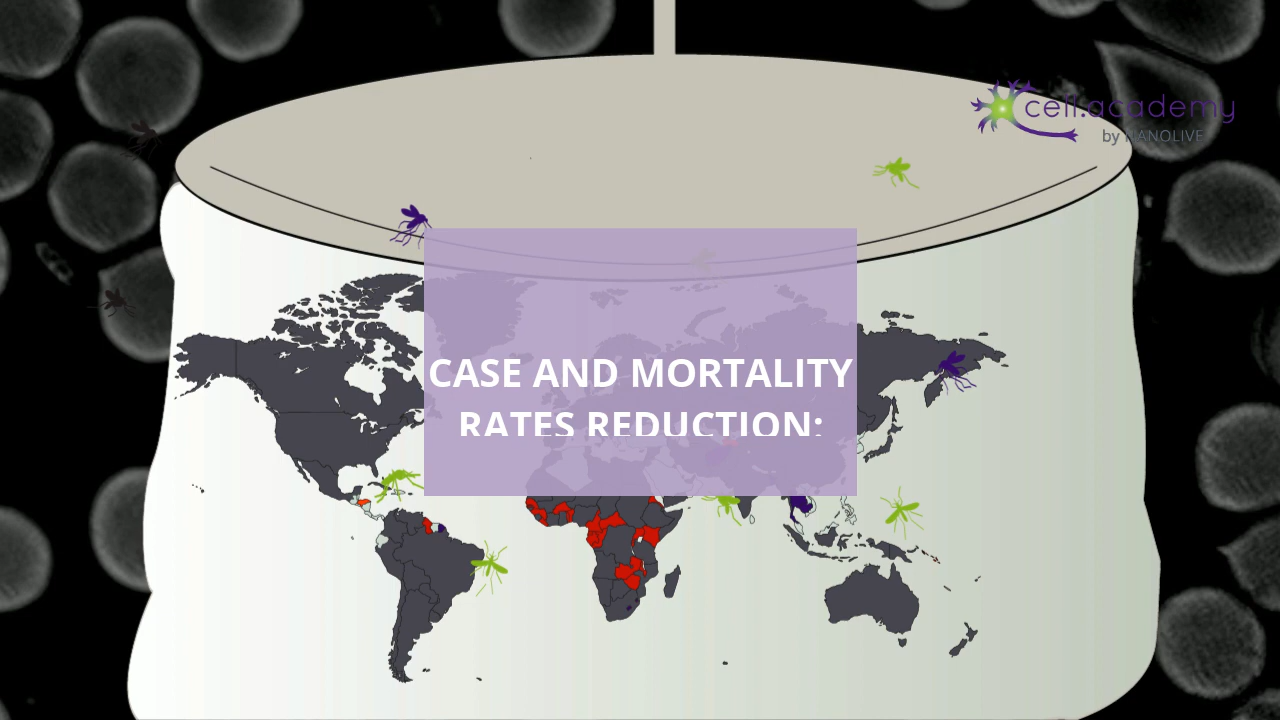 cell.academy
by NANOLIVE
CASE AND MORTALITY
RATES REDUCTION: